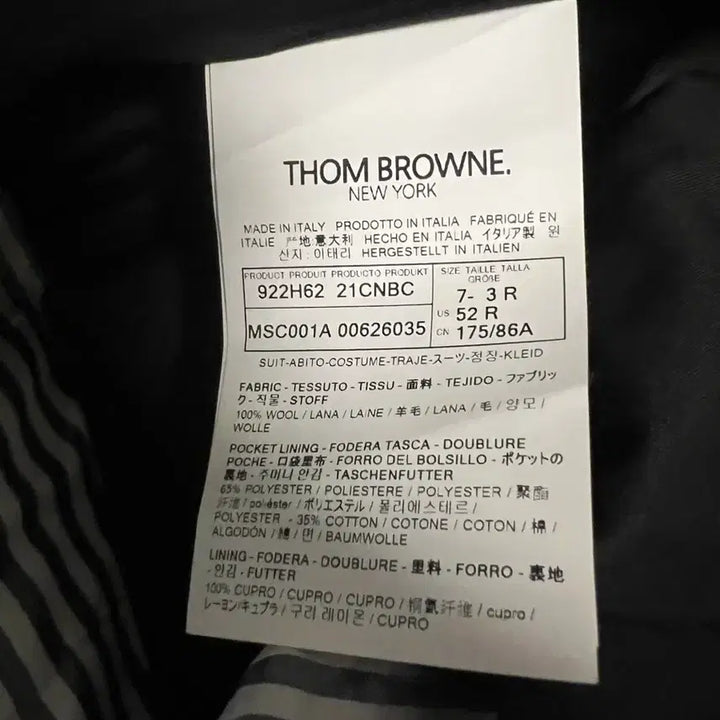 THOM BROWNE.
NEW YORK
MADE IN ITALY PRODOTTO IN ITALIA FABRIQUÉ EN
ITALIE 产地:意大利 HECHO EN ITALIA イタリア製 원
산지: 이태리 HERGESTELLT IN ITALIEN
PRODUCT PRODUIT PRODUCTO PRODUKT
922H62 21CNBC
MSC001A 00626035
SIZE TAILLE TALLA
GRÖßE
7- 3 R
US 52 R
CN 175/86A
SUIT-ABITO-COSTUME-TRAJE-スーツ-정장-KLEID
FABRIC - TESSUTO - TISSU - 面料 - TEJIDO - ファブリッ
ク - 직물 - STOFF
100% WOOL / LANA / LAINE / 羊毛 / LANA / 毛 / 양모 /
WOLLE
POCKET LINING - FODERA TASCA - DOUBLURE
POCHE - 口袋里布 - FORRO DEL BOLSILLO - ポケットの
裏地 - 주머니 안감 - TASCHENFUTTER
65% POLYESTER / POLIESTERE / POLYESTER / 聚酯
纤维 / poliéster / ポリエステル / 폴리에스테르 /
POLYESTER - 35% COTTON / COTONE / COTON / 棉 /
ALGODÓN / 綿 / 면 / BAUMWOLLE
LINING - FODERA - DOUBLURE - 里料 - FORRO - 裏地
- 안감 - FUTTER
100% CUPRO / CUPRO / CUPRO / 铜氨纤维 / cupro /
レーヨン/キュプラ / 구리 레이온 / CUPRO